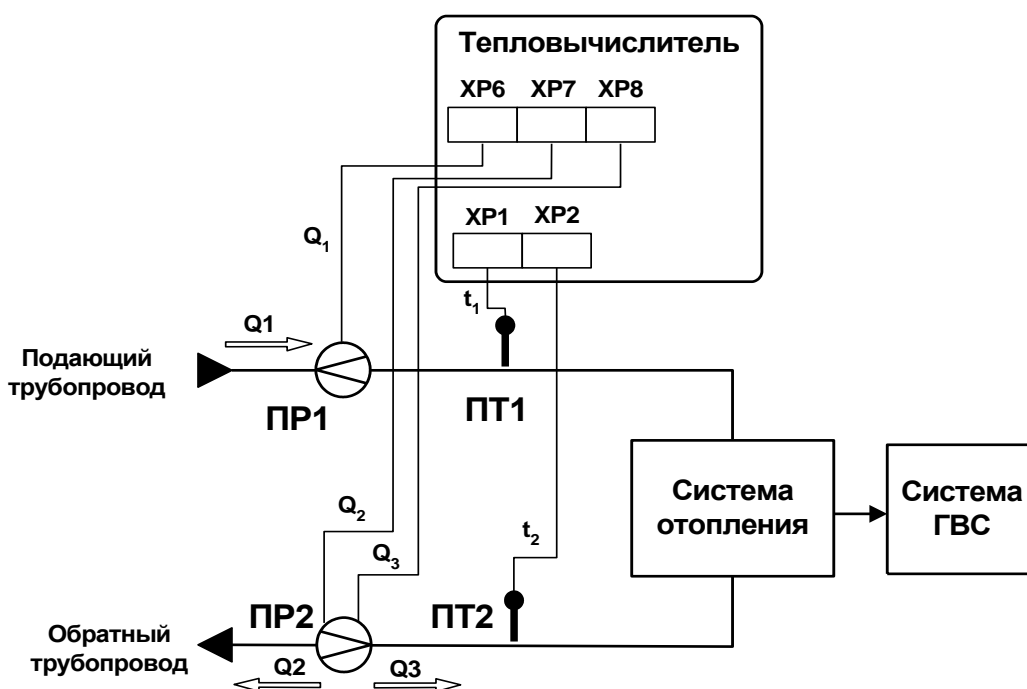 Тепловычислитель
XP6 XP7 XP8
XP1 XP2
Q1
t1
Q1
Подающий
трубопровод
ПР1
ПТ1
Система
отопления
Система
ГВС
Q2
Q3
t2
ПР2
ПТ2
Обратный
трубопровод
Q2
Q3